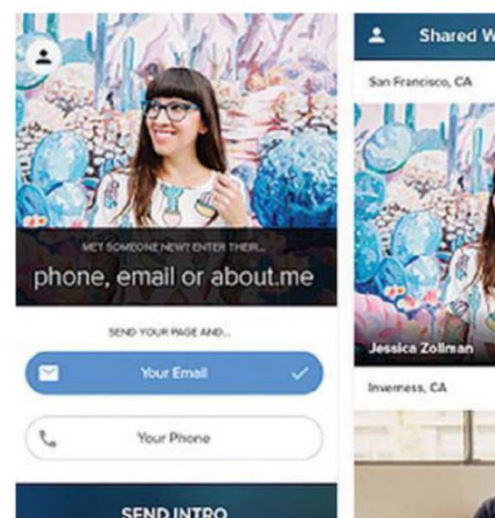 MET SOMEONE NEW? ENTER THEIR...
phone, email or about.me
SEND YOUR PAGE AND...
Your Email
Your Phone
SEND INTRO
Shared W
San Francisco, CA
Jessica Zollman
Inverness, CA